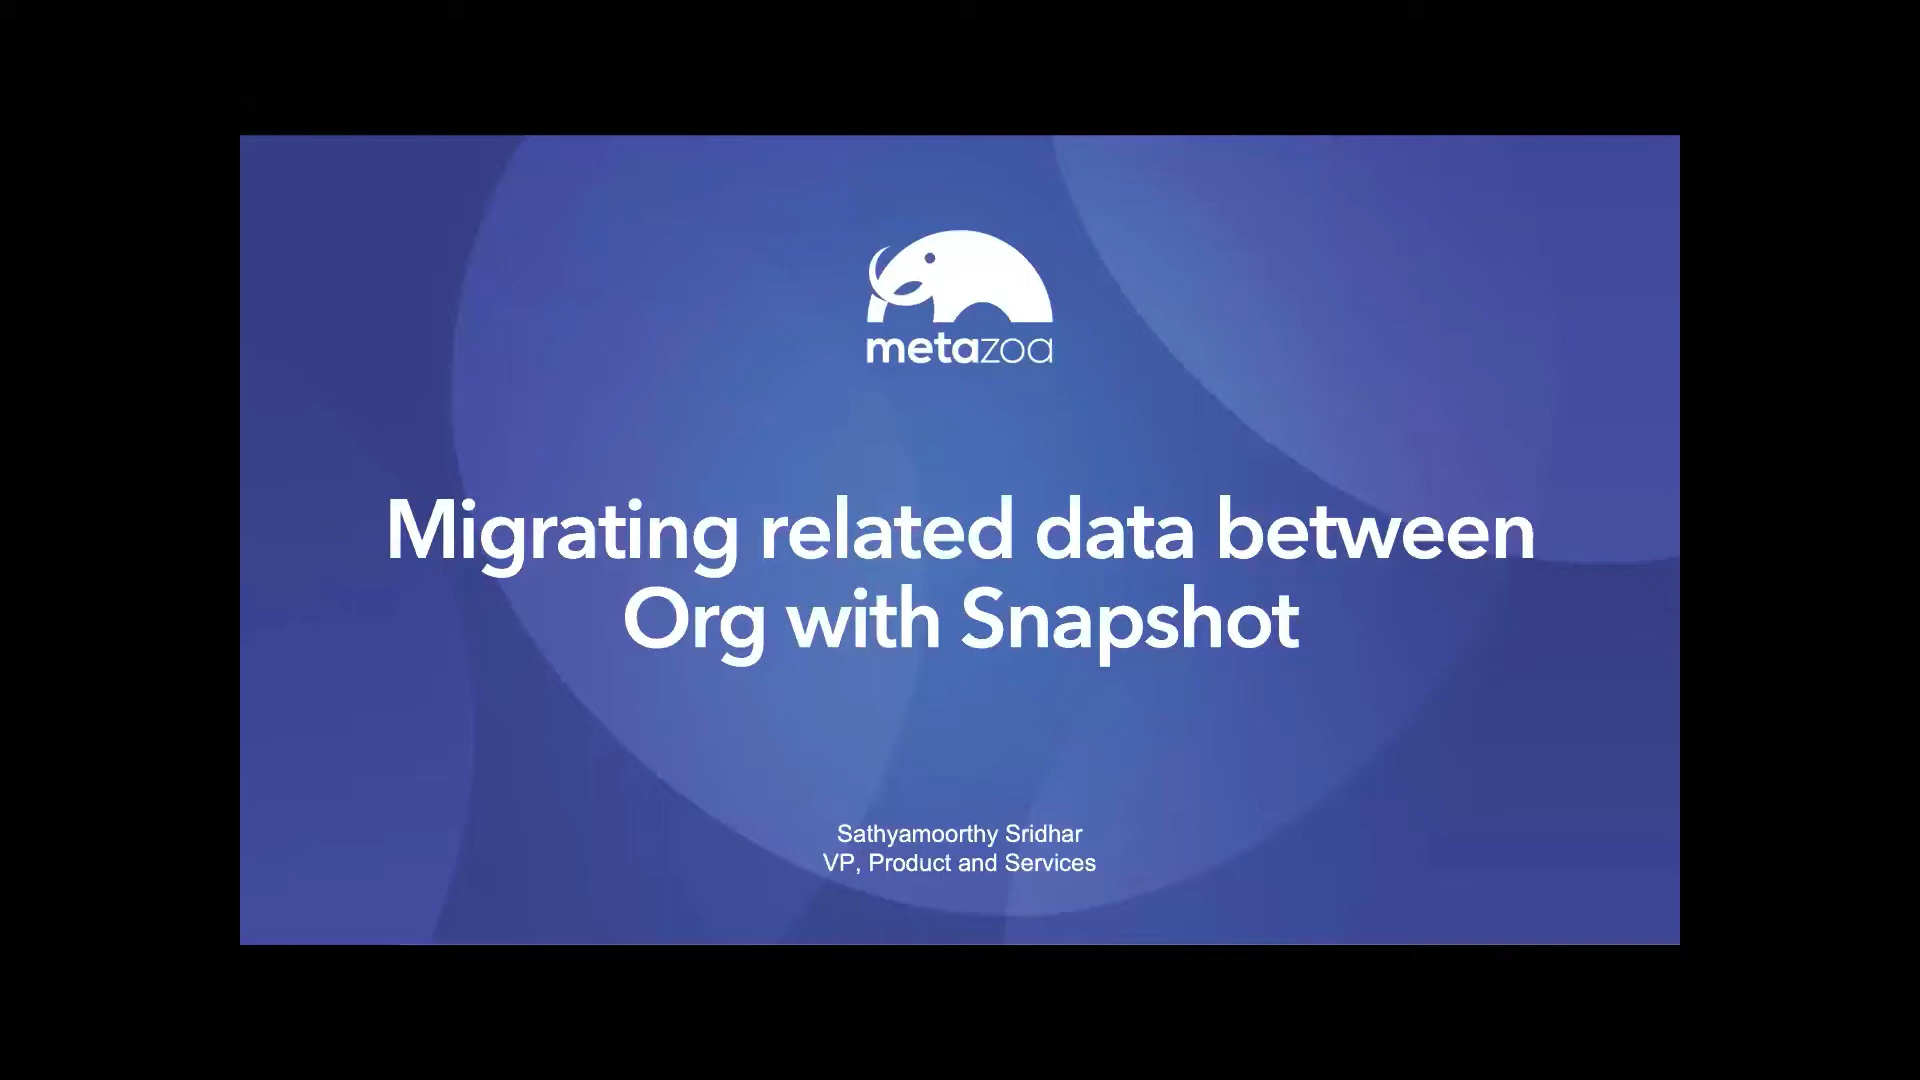 metazoa
Migrating related data between
Org with Snapshot
Sathyamoorthy Sridhar
VP, Product and Services